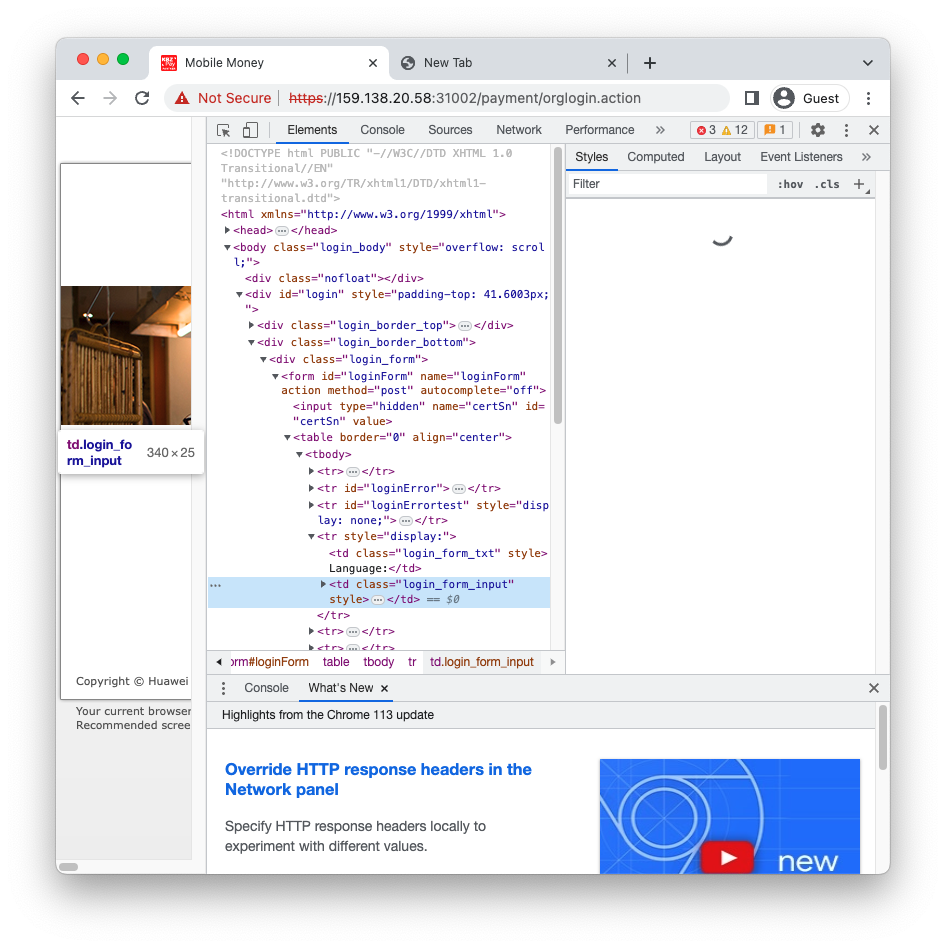 Mobile Money
New Tab
Not Secure https://159.138.20.58:31002/payment/orglogin.action
Guest
Elements Console Sources Network Performance » 3 12 1
<!DOCTYPE html PUBLIC "-//W3C//DTD XHTML 1.0
Transitional//EN"
"http://www.w3.org/TR/xhtml1/DTD/xhtml1-
transitional.dtd">
<html xmlns="http://www.w3.org/1999/xhtml">
<head>…</head>
<body class="login_body" style="overflow: scrol
l;">
<div class="nofloat"></div>
<div id="login" style="padding-top: 41.6003px;
">
<div class="login_border_top">…</div>
<div class="login_border_bottom">
<div class="login_form">
<form id="loginForm" name="loginForm"
action method="post" autocomplete="off">
<input type="hidden" name="certSn" id=
"certSn" value>
<table border="0" align="center">
<tbody>
<tr>…</tr>
<tr id="loginError">…</tr>
<tr id="loginErrortest" style="disp
lay: none;">…</tr>
<tr style="display:">
<td class="login_form_txt" style>
Language:</td>
<td class="login_form_input"
style>…</td> == $0
</tr>
<tr>…</tr>
<tr>…</tr>
orm#loginForm table tbody tr td.login_form_input
Styles Computed Layout Event Listeners »
Filter :hov .cls +
td.login_fo
rm_input
340 × 25
Copyright © Huawei
Your current browser
Recommended scree
Console What's New ×
Highlights from the Chrome 113 update
Override HTTP response headers in the
Network panel
Specify HTTP response headers locally to
experiment with different values.
new